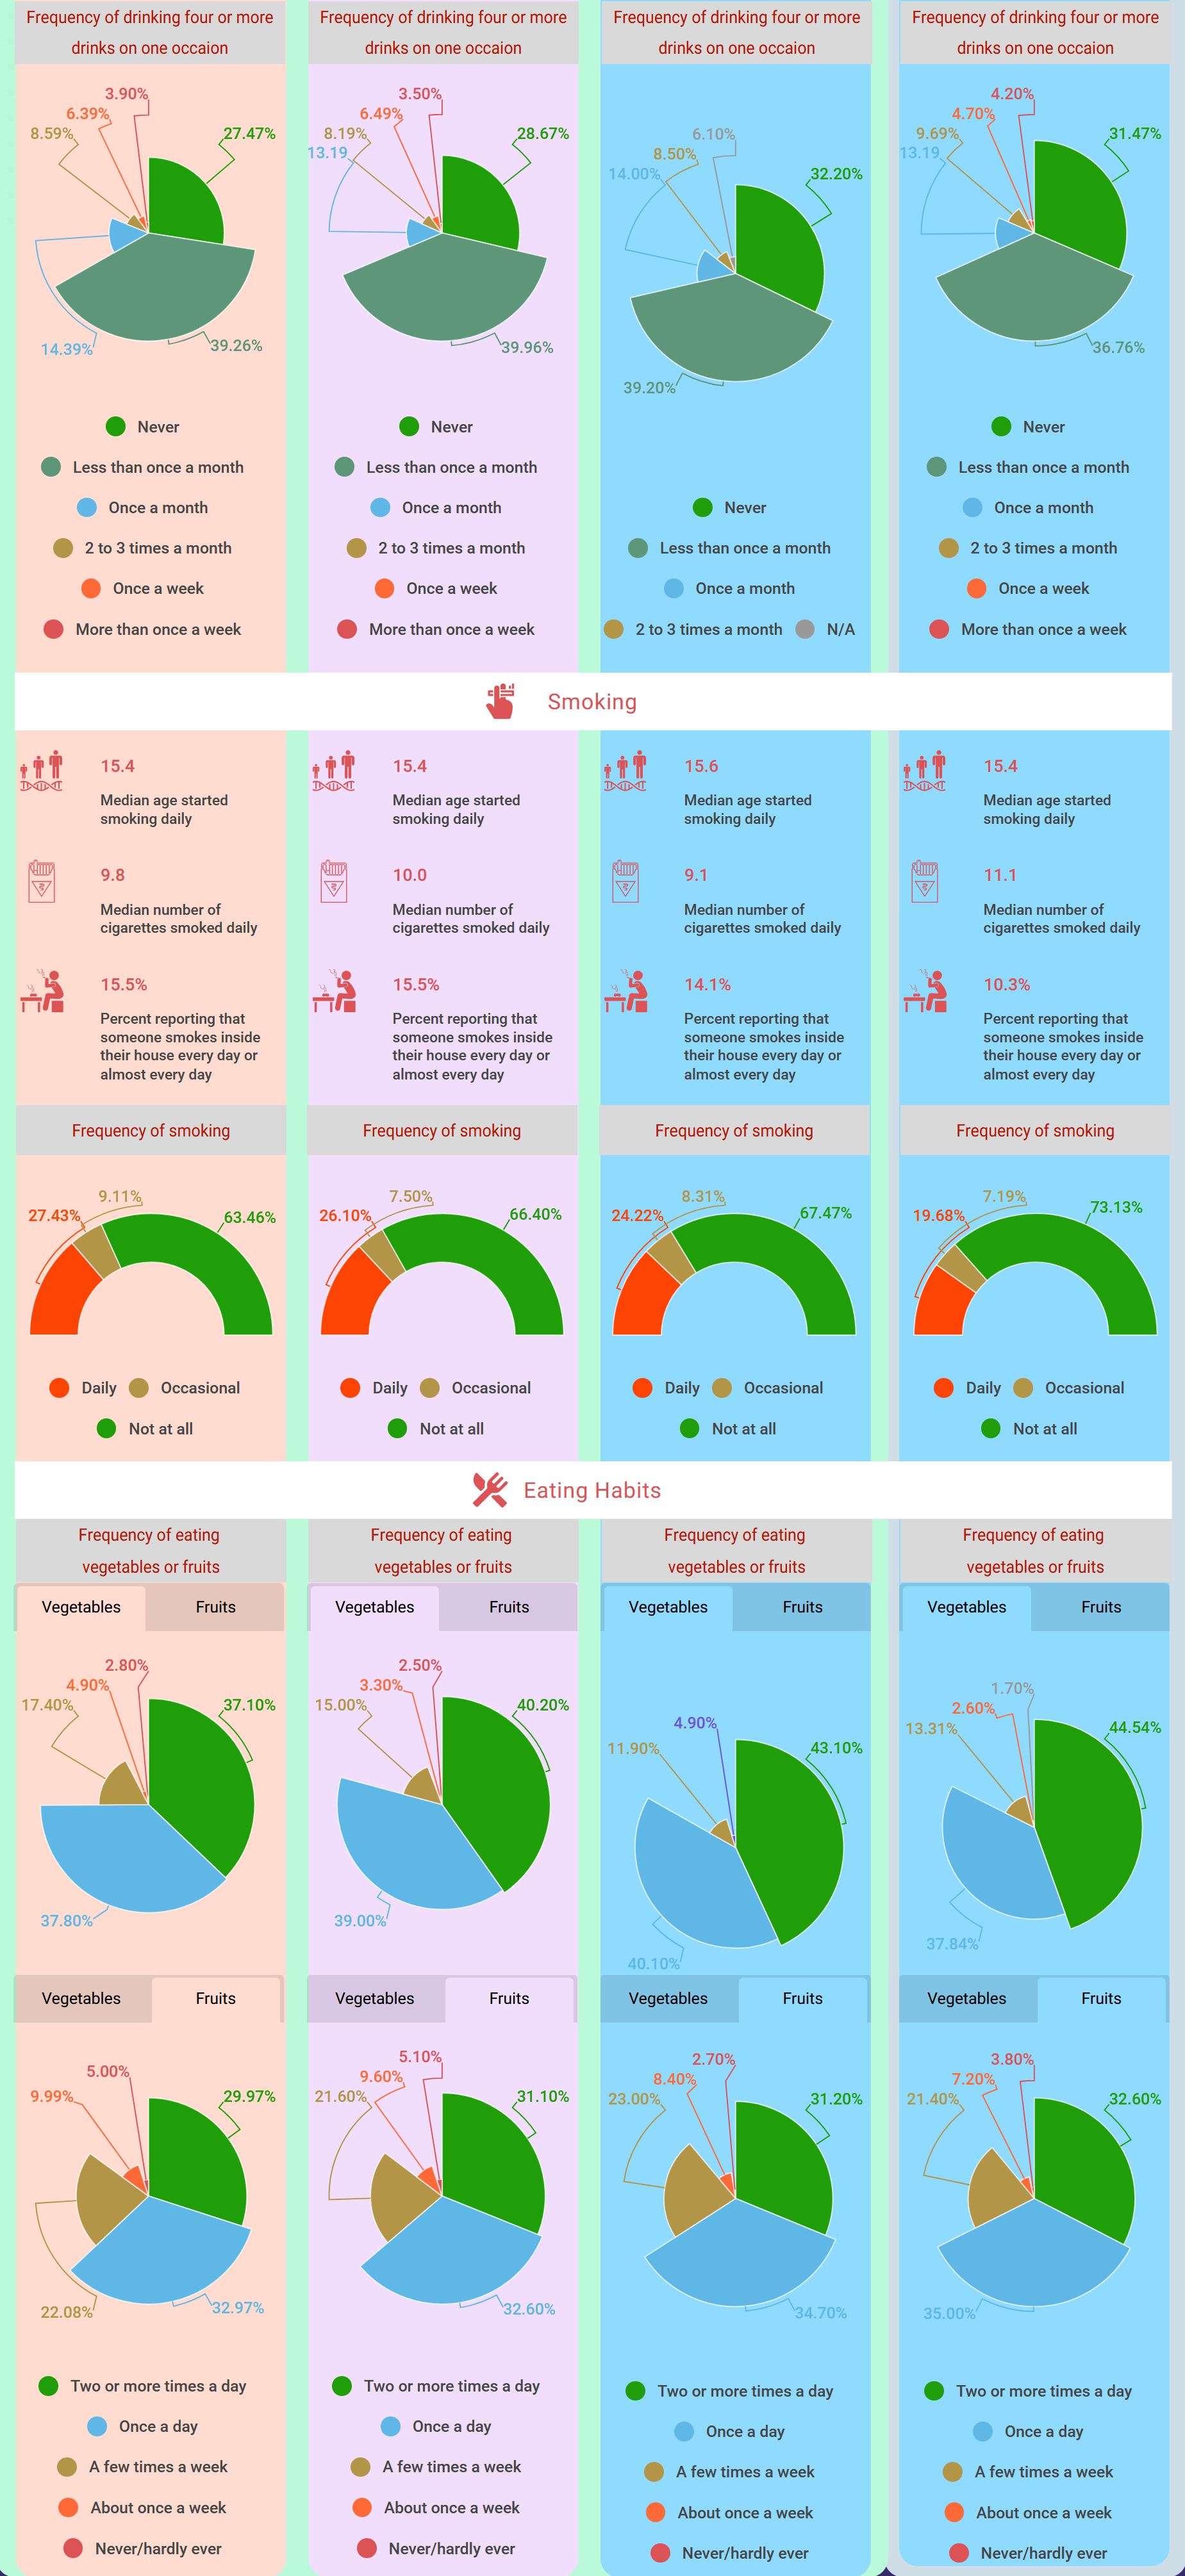 Frequency of drinking four or more
drinks on one occaion
Frequency of drinking four or more
drinks on one occaion
Frequency of drinking four or more
drinks on one occaion
Frequency of drinking four or more
drinks on one occaion
3.90%
6.39%
8.59%
27.47%
14.39%
39.26%
3.50%
6.49%
8.19%
13.19
28.67%
39.96%
6.10%
8.50%
14.00%
32.20%
39.20%
4.20%
4.70%
9.69%
13.19
31.47%
36.76%
Never
Less than once a month
Once a month
2 to 3 times a month
Once a week
More than once a week
Never
Less than once a month
Once a month
2 to 3 times a month
Once a week
More than once a week
Never
Less than once a month
Once a month
2 to 3 times a month N/A
Never
Less than once a month
Once a month
2 to 3 times a month
Once a week
More than once a week
Smoking
15.4
Median age started
smoking daily
9.8
Median number of
cigarettes smoked daily
15.5%
Percent reporting that
someone smokes inside
their house every day or
almost every day
15.4
Median age started
smoking daily
10.0
Median number of
cigarettes smoked daily
15.5%
Percent reporting that
someone smokes inside
their house every day or
almost every day
15.6
Median age started
smoking daily
9.1
Median number of
cigarettes smoked daily
14.1%
Percent reporting that
someone smokes inside
their house every day or
almost every day
15.4
Median age started
smoking daily
11.1
Median number of
cigarettes smoked daily
10.3%
Percent reporting that
someone smokes inside
their house every day or
almost every day
Frequency of smoking
Frequency of smoking
Frequency of smoking
Frequency of smoking
9.11%
27.43%
63.46%
7.50%
26.10%
66.40%
8.31%
24.22%
67.47%
7.19%
19.68%
73.13%
Daily Occasional
Not at all
Daily Occasional
Not at all
Daily Occasional
Not at all
Daily Occasional
Not at all
Eating Habits
Frequency of eating
vegetables or fruits
Frequency of eating
vegetables or fruits
Frequency of eating
vegetables or fruits
Frequency of eating
vegetables or fruits
Vegetables Fruits
Vegetables Fruits
Vegetables Fruits
Vegetables Fruits
2.80%
4.90%
17.40%
37.10%
37.80%
2.50%
3.30%
15.00%
40.20%
39.00%
4.90%
11.90%
43.10%
40.10%
1.70%
2.60%
13.31%
44.54%
37.84%
Vegetables Fruits
Vegetables Fruits
Vegetables Fruits
Vegetables Fruits
5.00%
9.99%
29.97%
22.08%
32.97%
5.10%
9.60%
21.60%
31.10%
32.60%
2.70%
8.40%
23.00%
31.20%
34.70%
3.80%
7.20%
21.40%
32.60%
35.00%
Two or more times a day
Once a day
A few times a week
About once a week
Never/hardly ever
Two or more times a day
Once a day
A few times a week
About once a week
Never/hardly ever
Two or more times a day
Once a day
A few times a week
About once a week
Never/hardly ever
Two or more times a day
Once a day
A few times a week
About once a week
Never/hardly ever